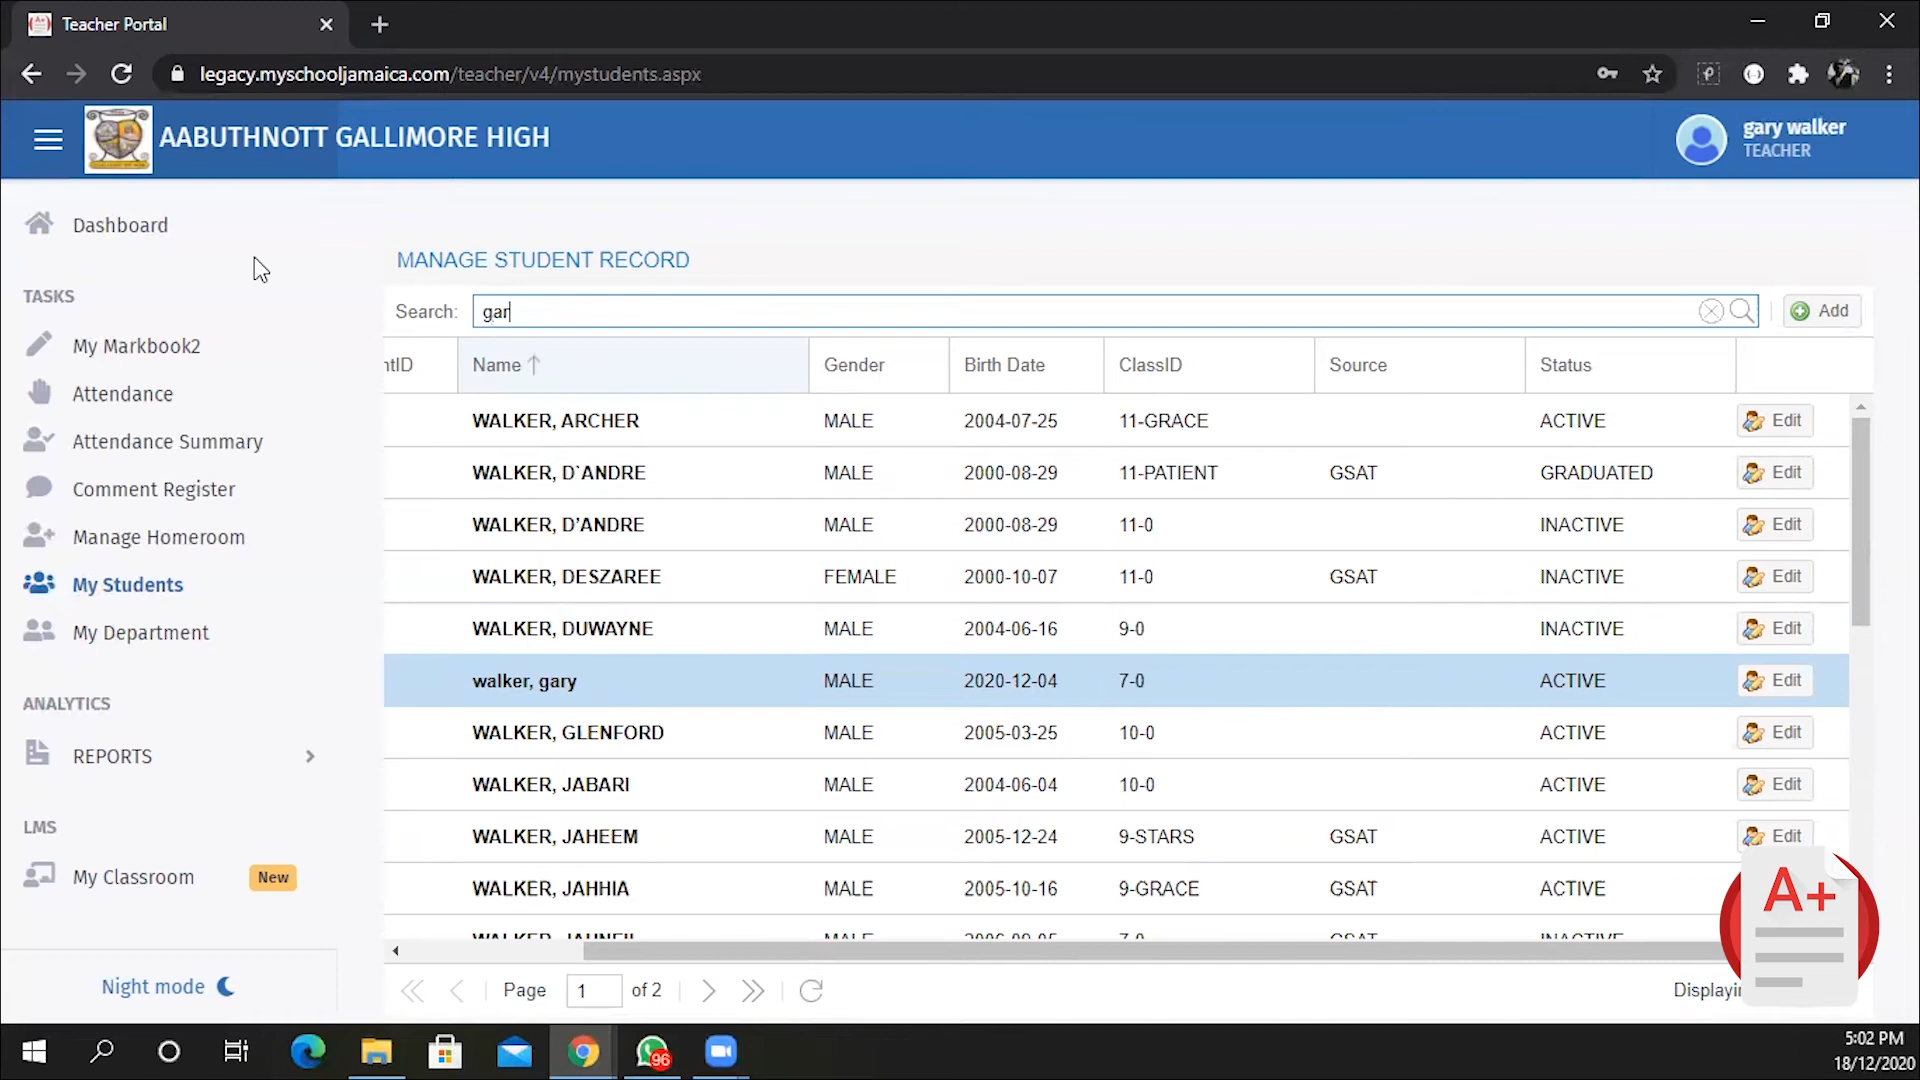 Teacher Portal
legacy.myschooljamaica.com/teacher/v4/mystudents.aspx
AABUTHNOTT GALLIMORE HIGH
gary walker
TEACHER
Dashboard
TASKS
My Markbook2
Attendance
Attendance Summary
Comment Register
Manage Homeroom
My Students
My Department
ANALYTICS
REPORTS
LMS
My Classroom New
Night mode
MANAGE STUDENT RECORD
Search: gar Add
ntID Name Gender Birth Date ClassID Source Status
WALKER, ARCHER MALE 2004-07-25 11-GRACE ACTIVE Edit
WALKER, D`ANDRE MALE 2000-08-29 11-PATIENT GSAT GRADUATED Edit
WALKER, D’ANDRE MALE 2000-08-29 11-0 INACTIVE Edit
WALKER, DESZAREE FEMALE 2000-10-07 11-0 GSAT INACTIVE Edit
WALKER, DUWAYNE MALE 2004-06-16 9-0 INACTIVE Edit
walker, gary MALE 2020-12-04 7-0 ACTIVE Edit
WALKER, GLENFORD MALE 2005-03-25 10-0 ACTIVE Edit
WALKER, JABARI MALE 2004-06-04 10-0 ACTIVE Edit
WALKER, JAHEEM MALE 2005-12-24 9-STARS GSAT ACTIVE Edit
WALKER, JAHHIA MALE 2005-10-16 9-GRACE GSAT ACTIVE
Page 1 of 2
Displayin
A+
96
5:02 PM
18/12/2020